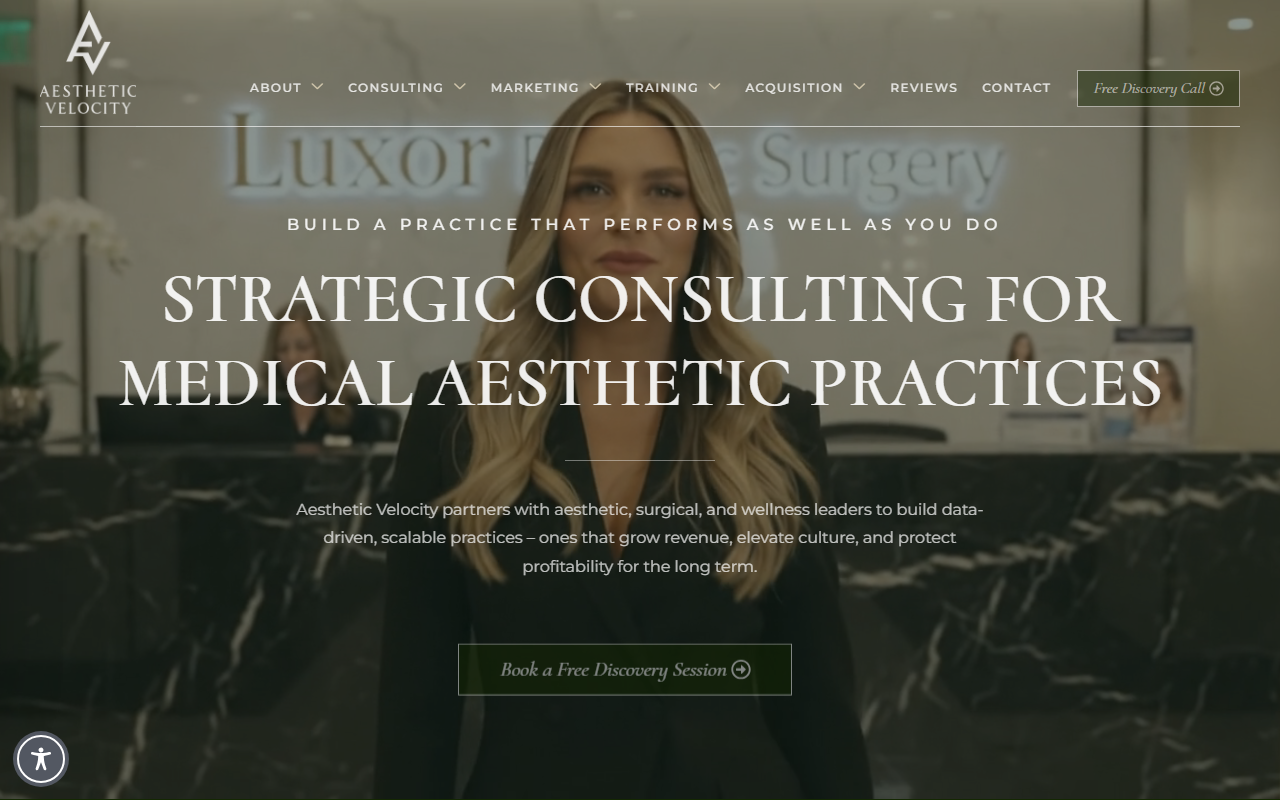 AESTHETIC
VELOCITY
ABOUT
CONSULTING
MARKETING
TRAINING
ACQUISITION
REVIEWS
CONTACT
Free Discovery Call
Luxor
Surgery
BUILD A PRACTICE THAT PERFORMS AS WELL AS YOU DO
STRATEGIC CONSULTING FOR
MEDICAL AESTHETIC PRACTICES
Aesthetic Velocity partners with aesthetic, surgical, and wellness leaders to build data-
driven, scalable practices – ones that grow revenue, elevate culture, and protect
profitability for the long term.
Book a Free Discovery Session